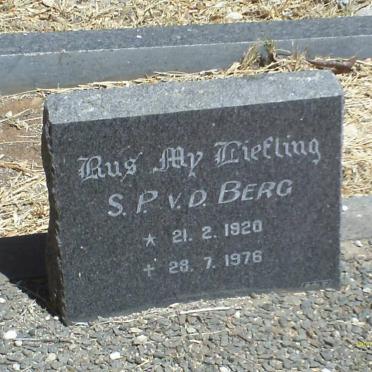 Rus My Liefling
S. P. v. D. BERG
* 21. 2. 1920
✝ 28. 7. 1976